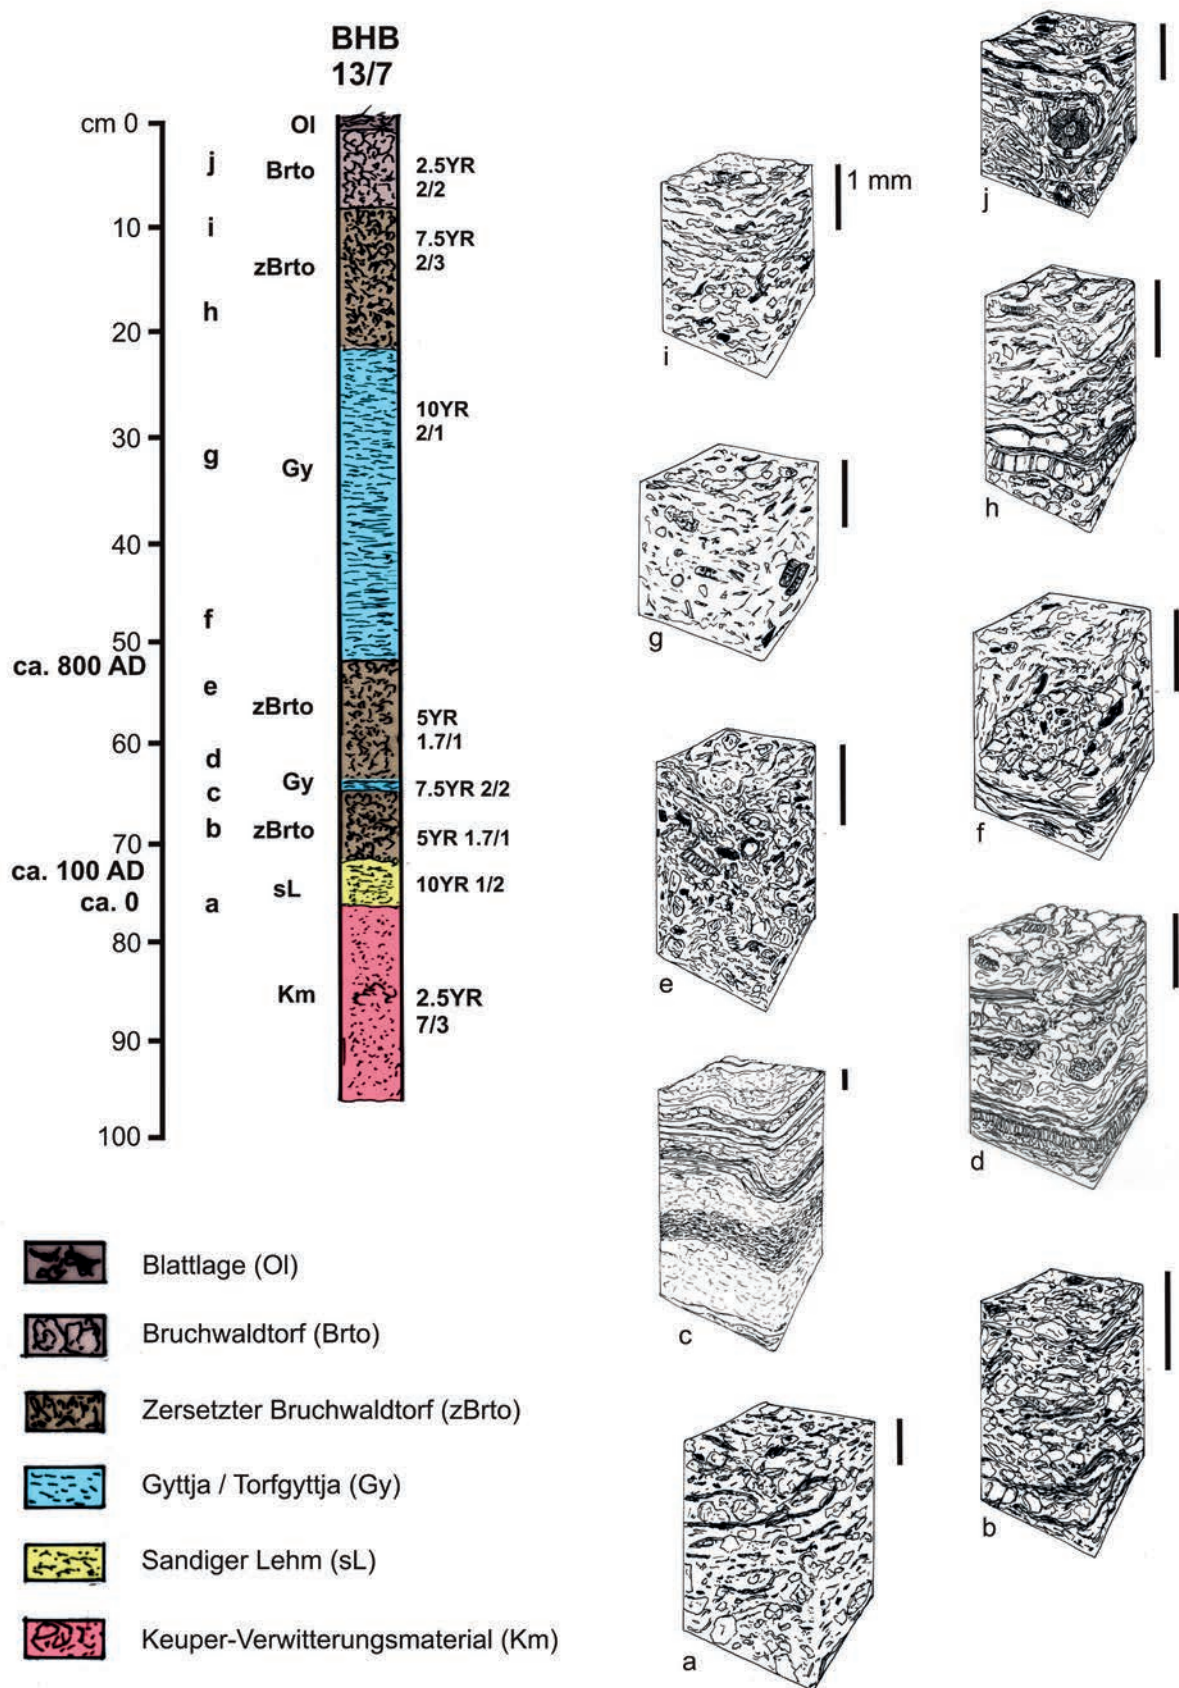 BHB
13/7
cm 0
10
20
30
40
50
ca. 800 AD
60
70
ca. 100 AD
ca. 0
80
90
100
j
i
h
g
f
e
d
c
b
a
Ol
Brto
zBrto
Gy
zBrto
Gy
zBrto
sL
Km
2.5YR
2/2
7.5YR
2/3
10YR
2/1
5YR
1.7/1
7.5YR 2/2
5YR 1.7/1
10YR 1/2
2.5YR
7/3
1 mm
j
i
h
g
f
e
d
c
b
a
Blattlage (Ol)
Bruchwaldtorf (Brto)
Zersetzter Bruchwaldtorf (zBrto)
Gyttja / Torfgyttja (Gy)
Sandiger Lehm (sL)
Keuper-Verwitterungsmaterial (Km)